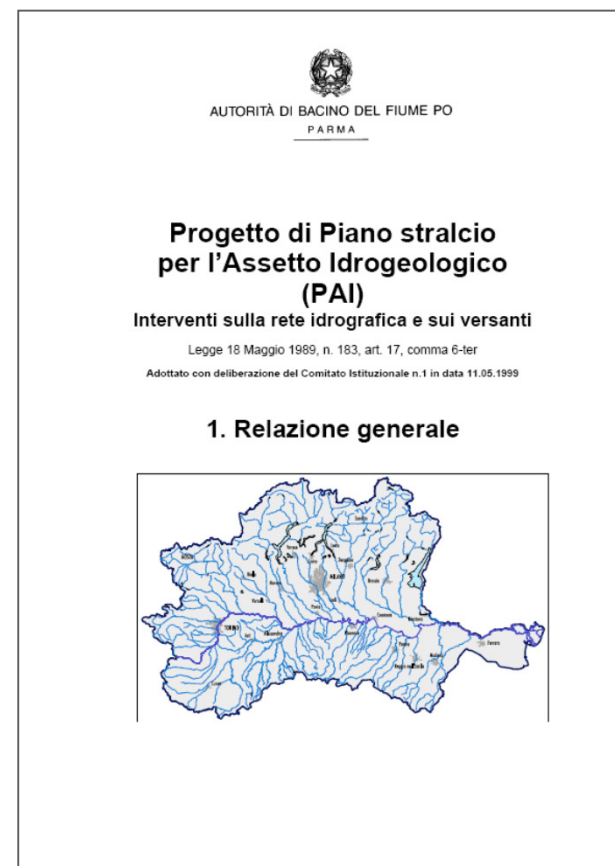 AUTORITÀ DI BACINO DEL FIUME PO
PARMA
Progetto di Piano stralcio
per l'Assetto Idrogeologico
(PAI)
Interventi sulla rete idrografica e sui versanti
Legge 18 Maggio 1989, n. 183, art. 17, comma 6-ter
Adottato con deliberazione del Comitato Istituzionale n.1 in data 11.05.1999
1. Relazione generale
MILANO
TORINO